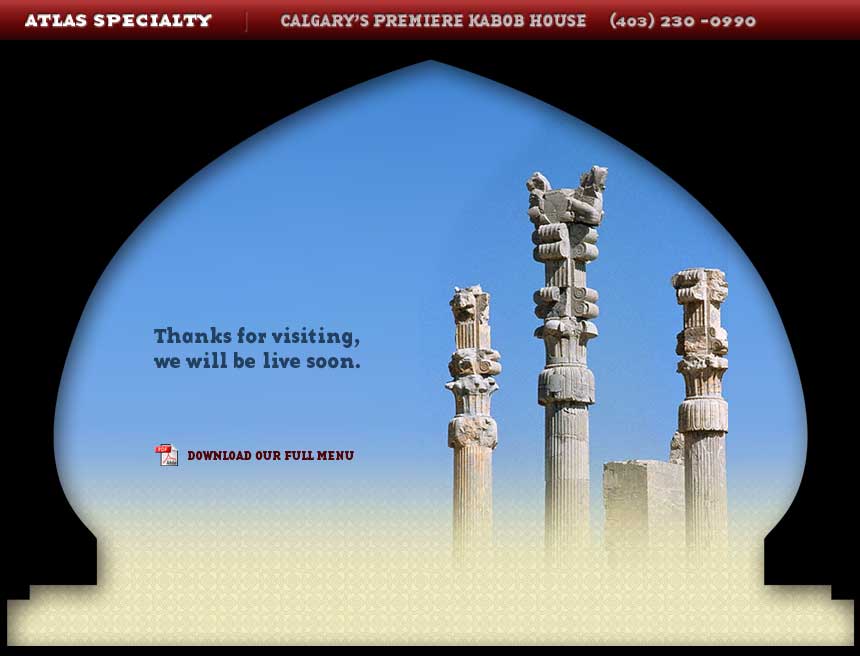 ATLAS SPECIALTY | CALGARY'S PREMIERE KABOB HOUSE (403) 230 -0990
Thanks for visiting,
we will be live soon.
PDF DOWNLOAD OUR FULL MENU